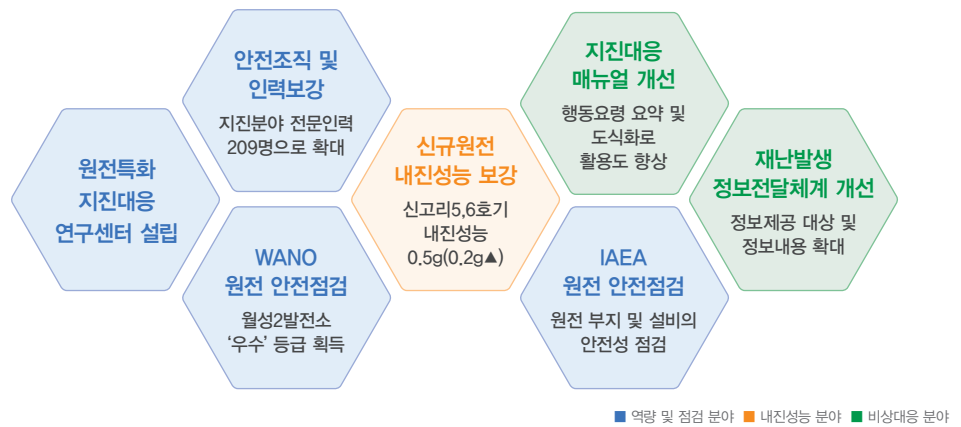 원전특화
지진대응
연구센터 설립
안전조직 및
인력보강
지진분야 전문인력
209명으로 확대
WANO
원전 안전점검
월성2발전소
‘우수’ 등급 획득
신규원전
내진성능 보강
신고리5,6호기
내진성능
0.5g(0.2g▲)
지진대응
매뉴얼 개선
행동요령 요약 및
도식화로
활용도 향상
IAEA
원전 안전점검
원전 부지 및 설비의
안전성 점검
재난발생
정보전달체계 개선
정보제공 대상 및
정보내용 확대
■ 역량 및 점검 분야 ■ 내진성능 분야 ■ 비상대응 분야